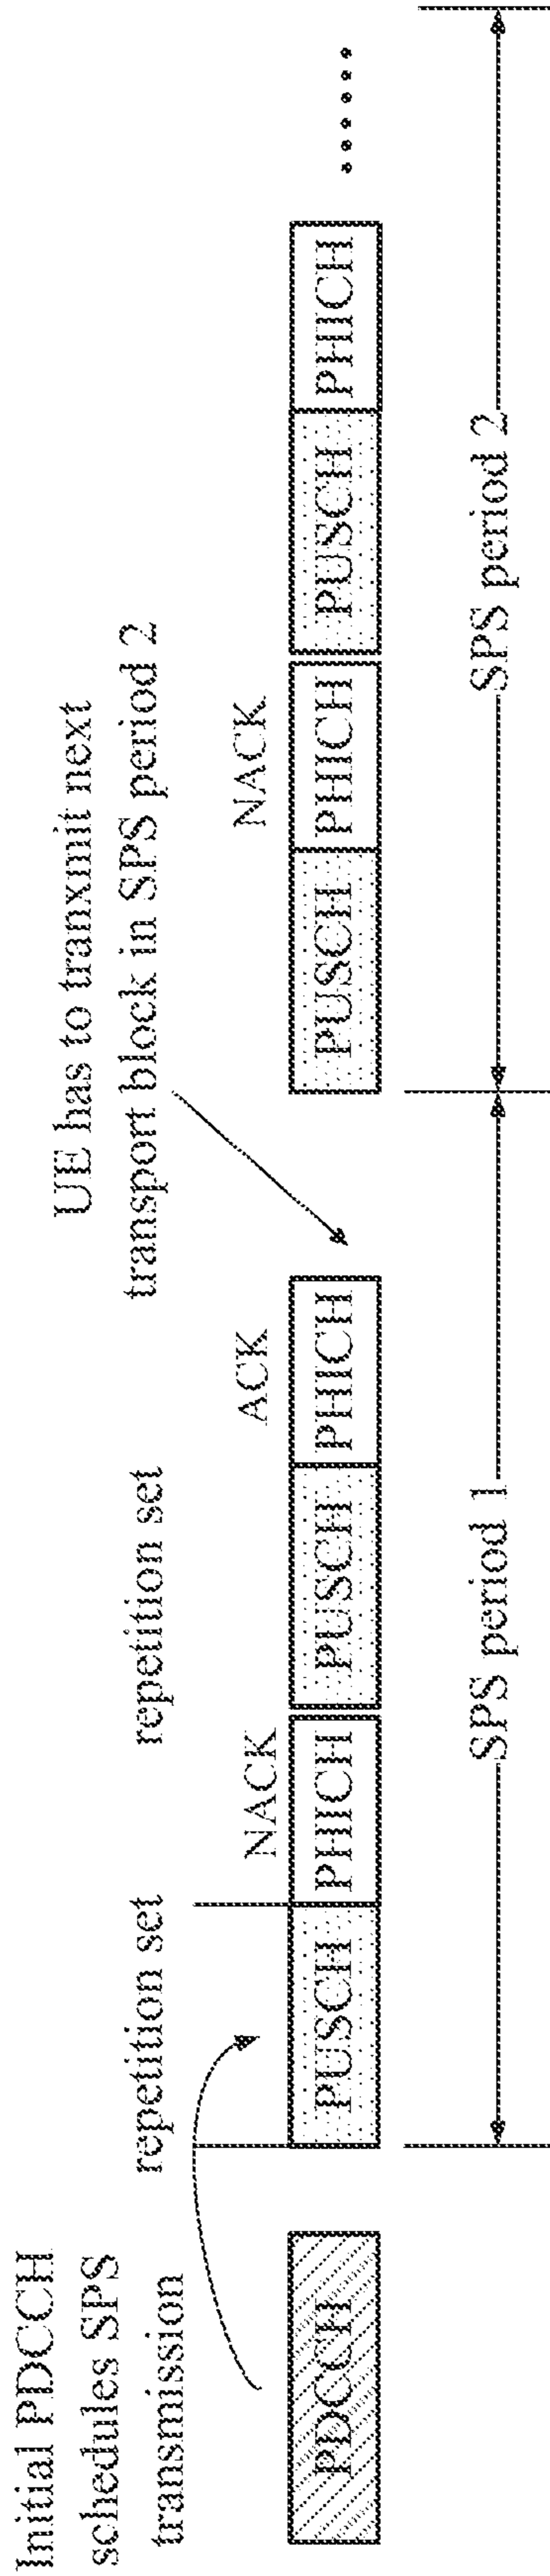 Initial PDCCH
schedules SPS
transmission
repetition set
repetition set
UE has to tranxmit next
transport block in SPS period 2
NACK
ACK
NACK
PDCCH
PUSCH
PHICH
PUSCH
PHICH
PUSCH
PHICH
PUSCH
PHICH
SPS period 1
SPS period 2